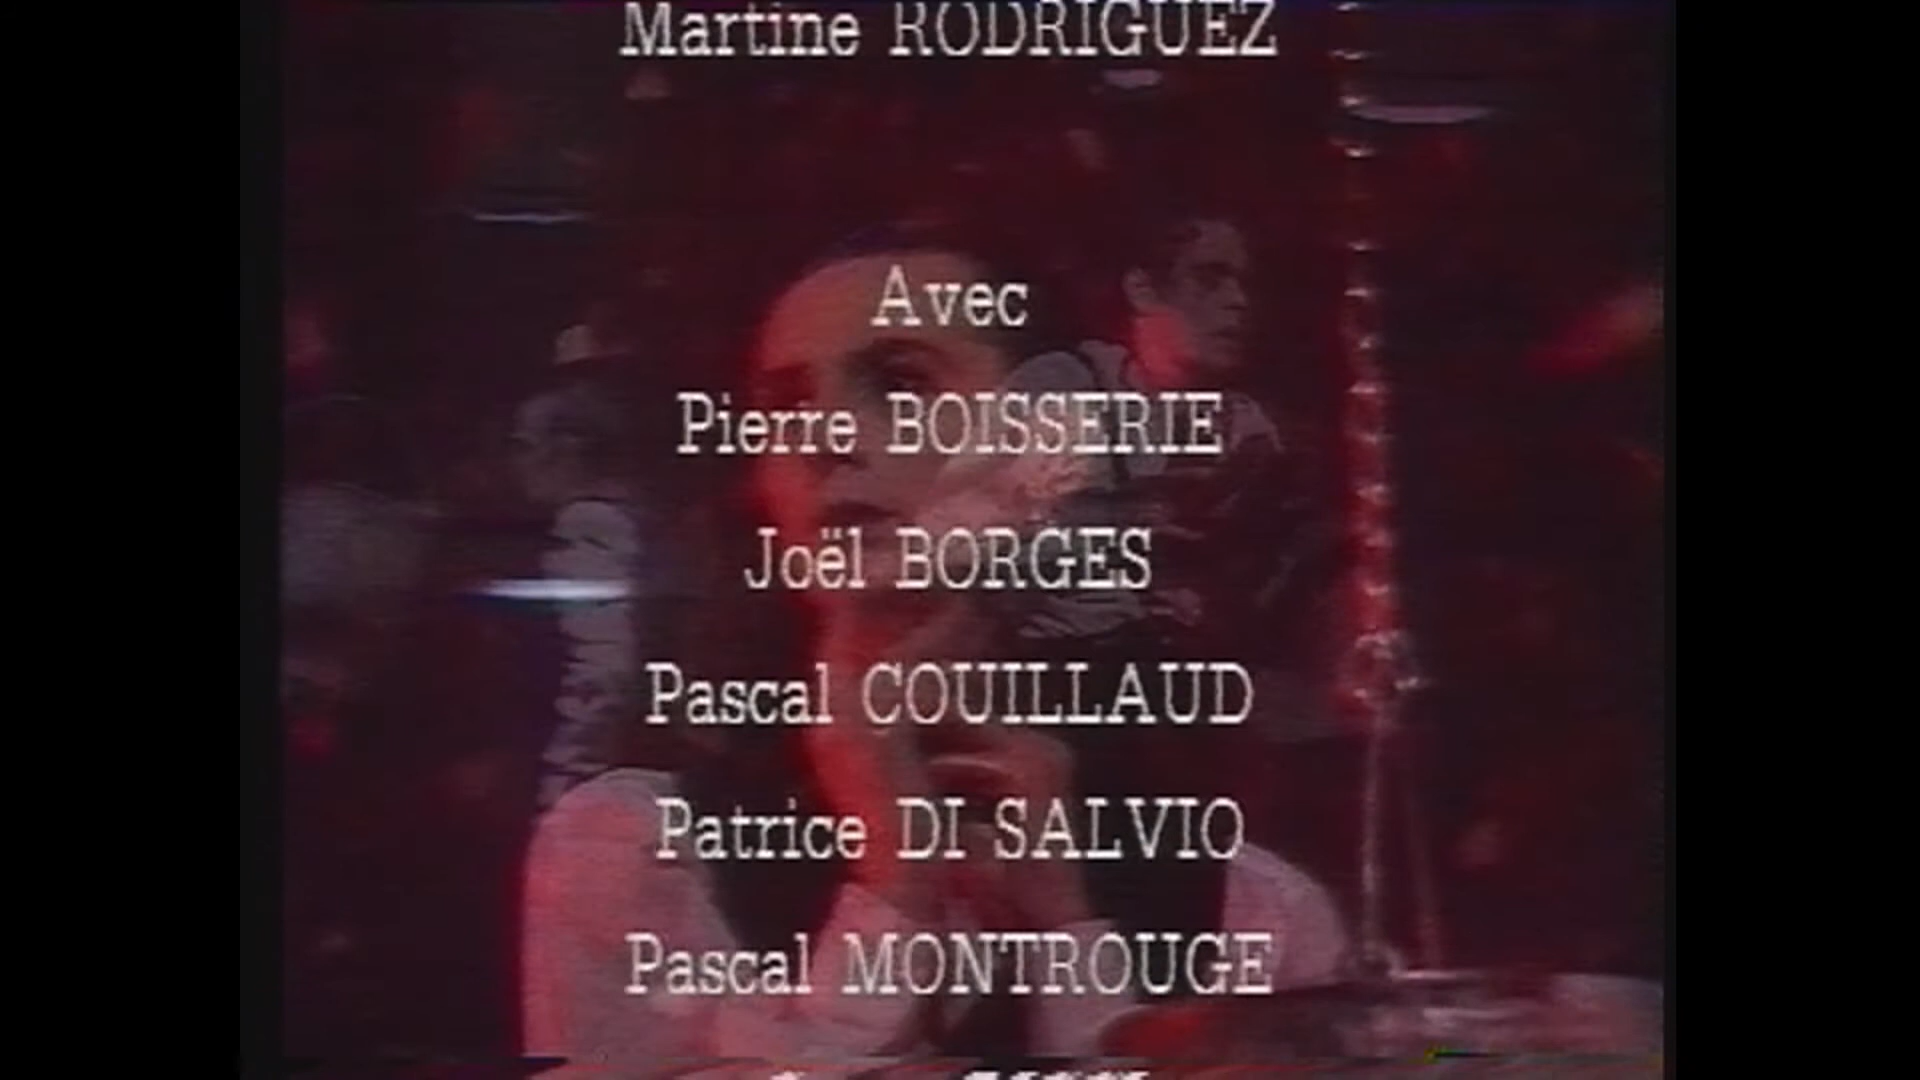 Martine RODRIGUEZ
Avec
Pierre BOISSERIE
Joël BORGES
Pascal COUILLAUD
Patrice DI SALVIO
Pascal MONTROUGE